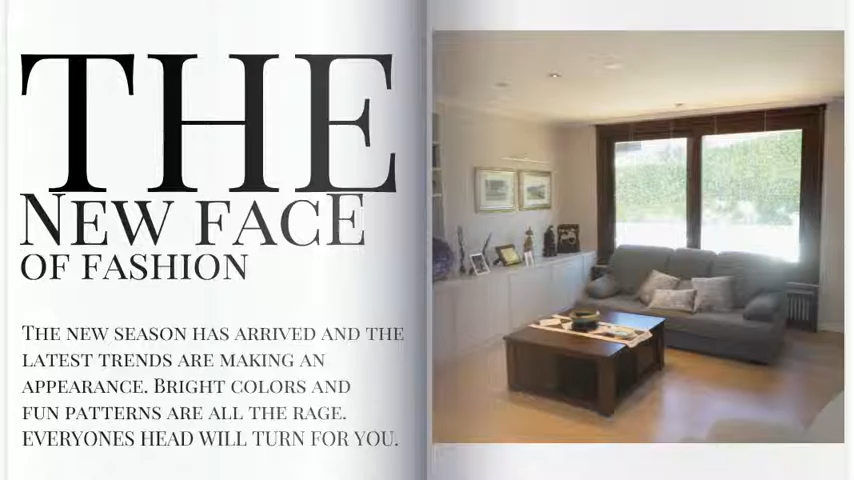 THE
NEW FACE
OF FASHION
THE NEW SEASON HAS ARRIVED AND THE
LATEST TRENDS ARE MAKING AN
APPEARANCE. BRIGHT COLORS AND
FUN PATTERNS ARE ALL THE RAGE.
EVERYONES HEAD WILL TURN FOR YOU.